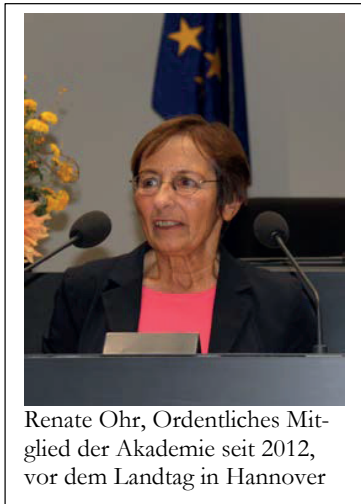 Renate Ohr, Ordentliches Mit-
glied der Akademie seit 2012,
vor dem Landtag in Hannover